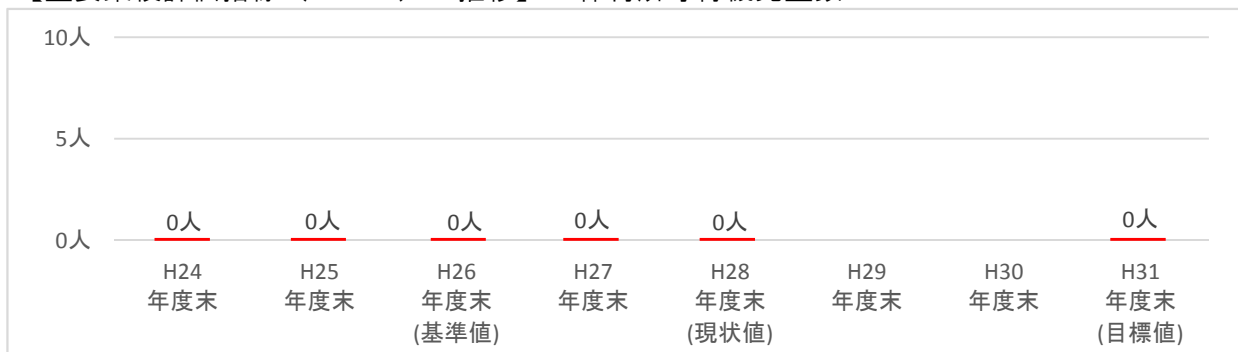 10人
5人
0人
0人 0人 0人 0人 0人 0人
H24 H25 H26 H27 H28 H29 H30 H31
年度末 年度末 年度末 年度末 年度末 年度末 年度末 年度末
(基準値) (現状値) (目標値)